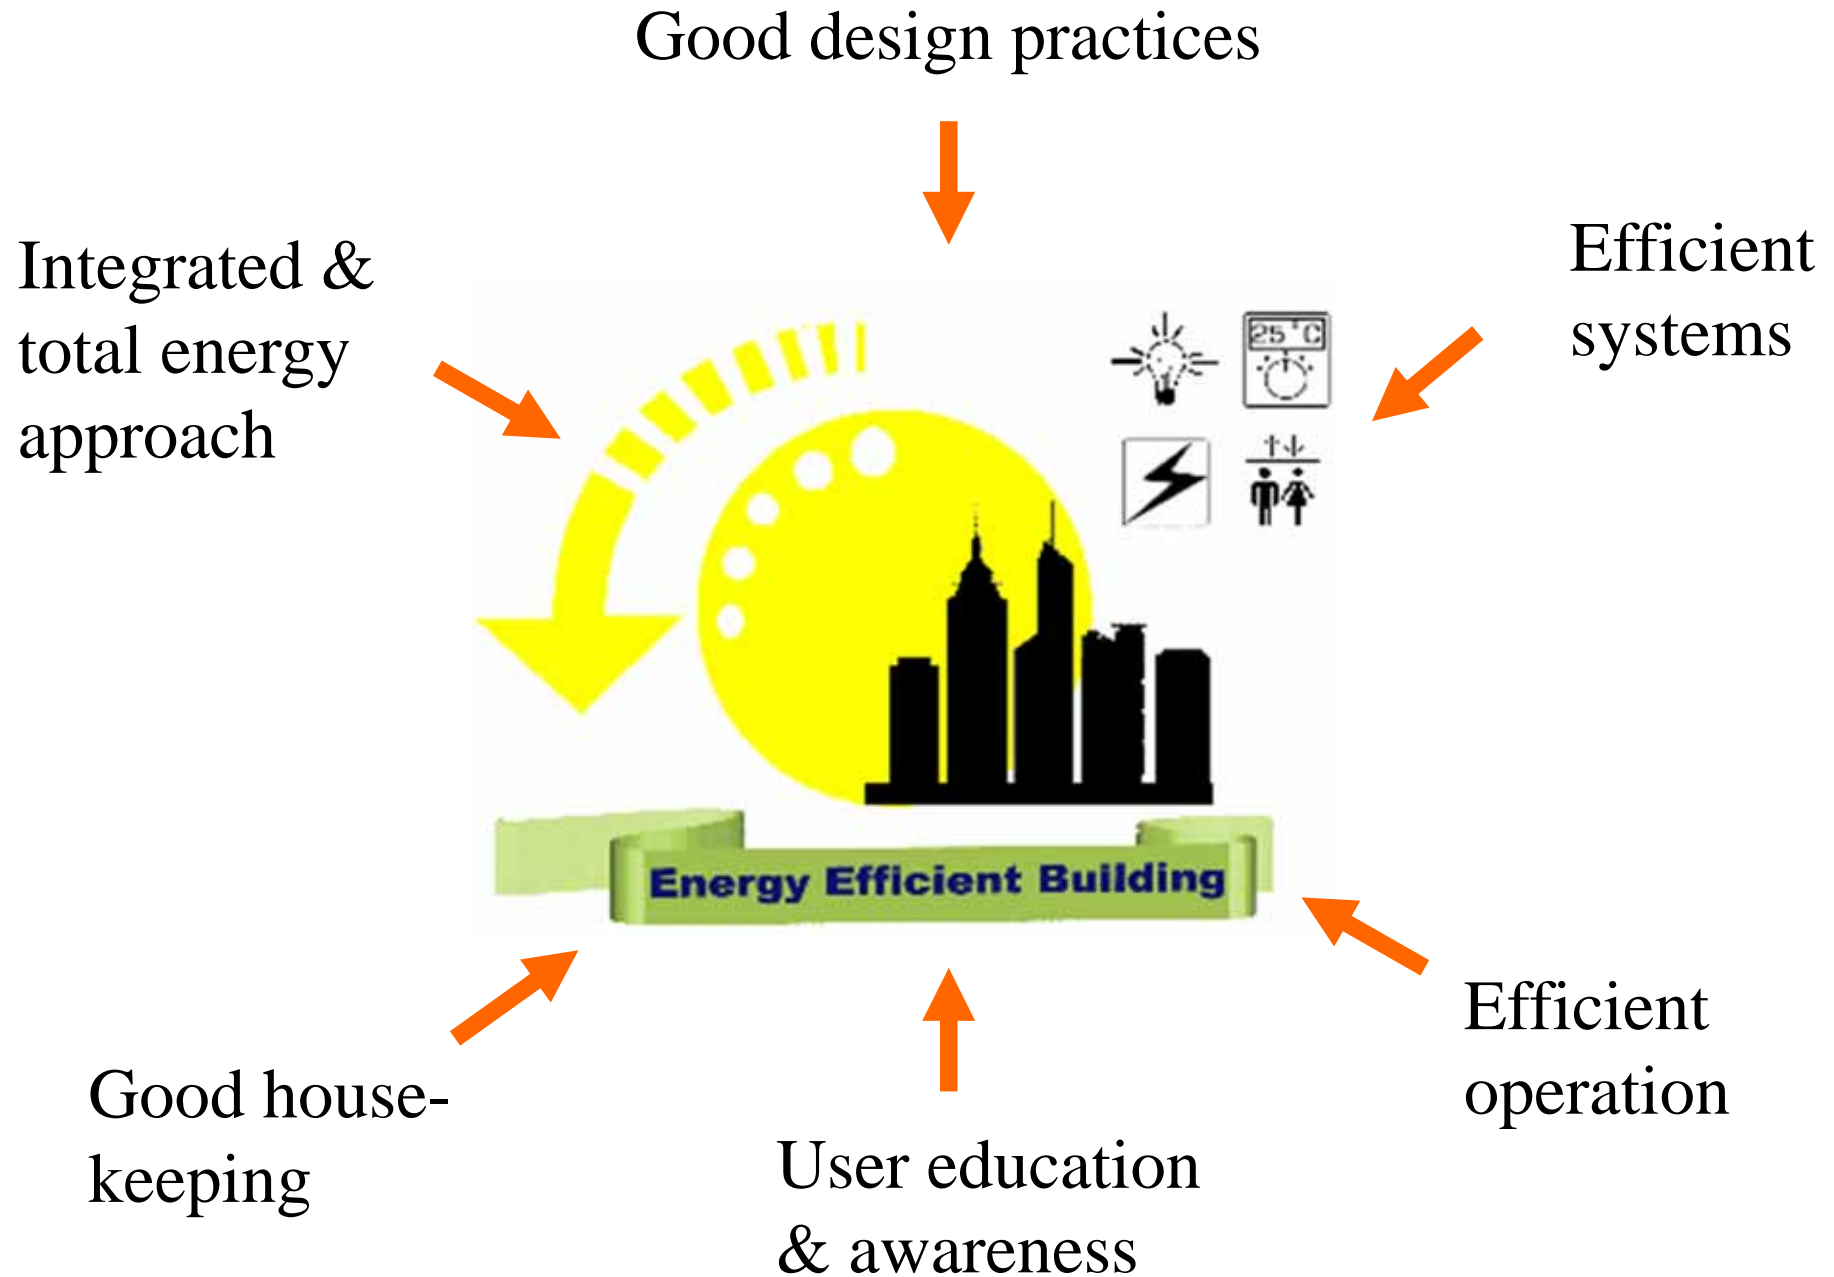 Good design practices
Integrated &
total energy
approach
Efficient
systems
25°C
Energy Efficient Building
Efficient
operation
Good house-
keeping
User education
& awareness